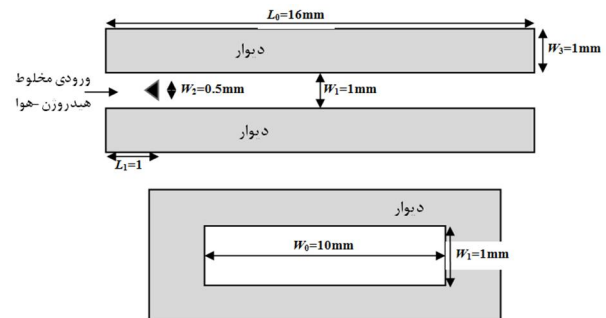 L₀=16mm
دیوار
W₃=1mm
ورودی مخلوط
هیدروژن -هوا
W₂=0.5mm
W₁=1mm
دیوار
L₁=1
دیوار
W₀=10mm
W₁=1mm